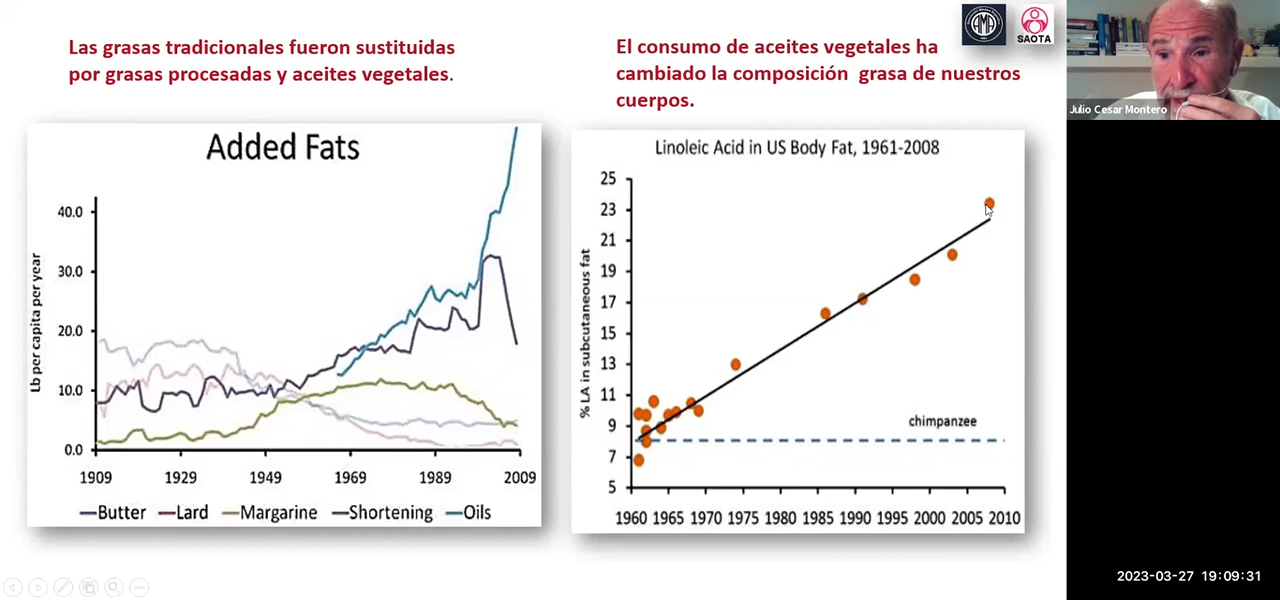 Las grasas tradicionales fueron sustituidas
por grasas procesadas y aceites vegetales.
El consumo de aceites vegetales ha
cambiado la composición grasa de nuestros
cuerpos.
AMA
SAOTA
Julio Cesar Montero
Added Fats
Lb per capita per year
40.0
30.0
20.0
10.0
0.0
1909 1929 1949 1969 1989 2009
Butter Lard Margarine Shortening Oils
Linoleic Acid in US Body Fat, 1961-2008
% LA in subcutaneous fat
25
23
21
19
17
15
13
11
9
7
5
chimpanzee
1960 1965 1970 1975 1980 1985 1990 1995 2000 2005 2010
2023-03-27 19:09:31